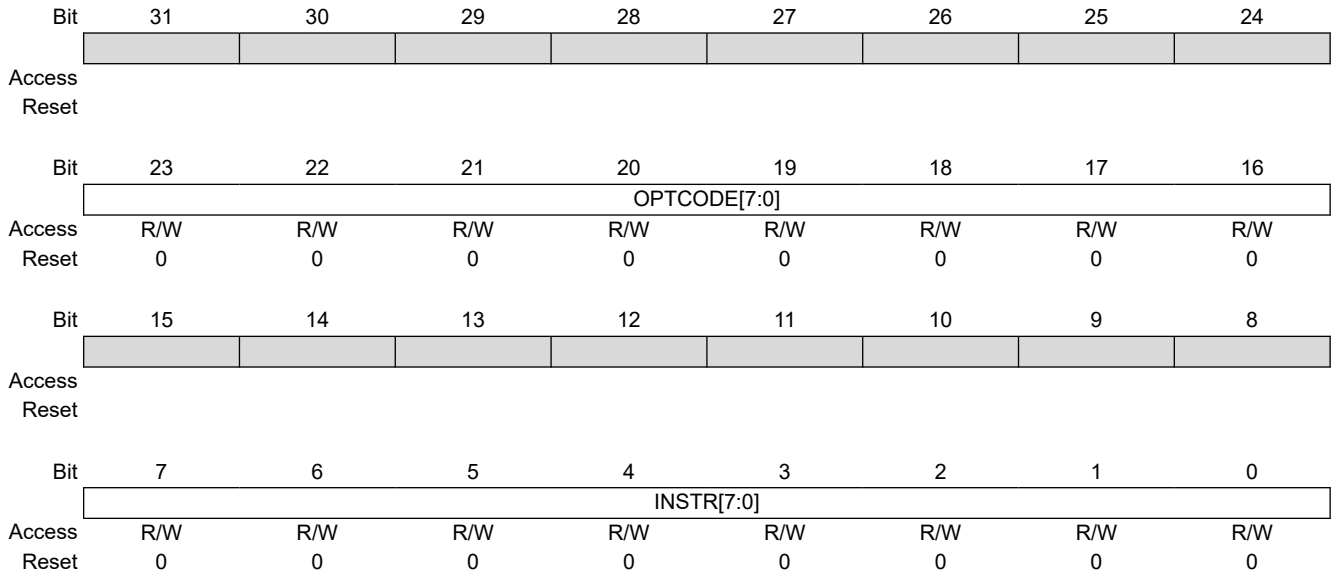 Bit 31 30 29 28 27 26 25 24
Access
Reset
Bit 23 22 21 20 19 18 17 16
OPTCODE[7:0]
Access R/W R/W R/W R/W R/W R/W R/W R/W
Reset 0 0 0 0 0 0 0 0
Bit 15 14 13 12 11 10 9 8
Access
Reset
Bit 7 6 5 4 3 2 1 0
INSTR[7:0]
Access R/W R/W R/W R/W R/W R/W R/W R/W
Reset 0 0 0 0 0 0 0 0